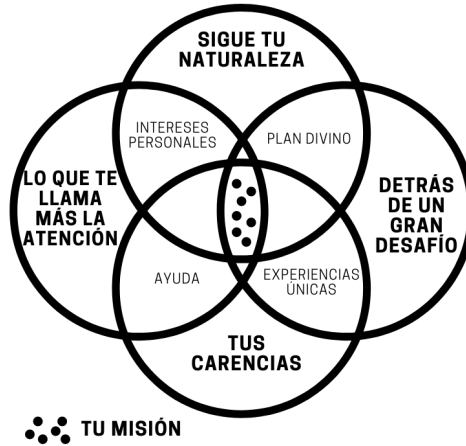 SIGUE TU
NATURALEZA
INTERESES
PERSONALES
PLAN DIVINO
LO QUE TE
LLAMA
MÁS LA
ATENCIÓN
DETRÁS
DE UN
GRAN
DESAFÍO
AYUDA
EXPERIENCIAS
ÚNICAS
TUS
CARENCIAS
TU MISIÓN